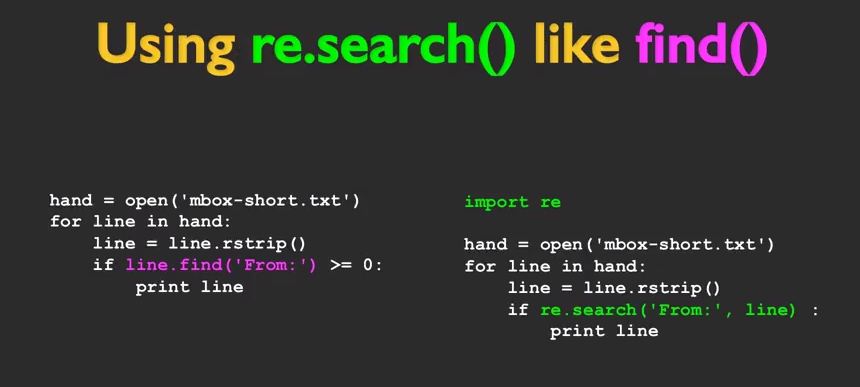 Using re.search() like find()
hand = open('mbox-short.txt')
for line in hand:
    line = line.rstrip()
    if line.find('From:') >= 0:
        print line
import re
hand = open('mbox-short.txt')
for line in hand:
    line = line.rstrip()
    if re.search('From:', line) :
        print line